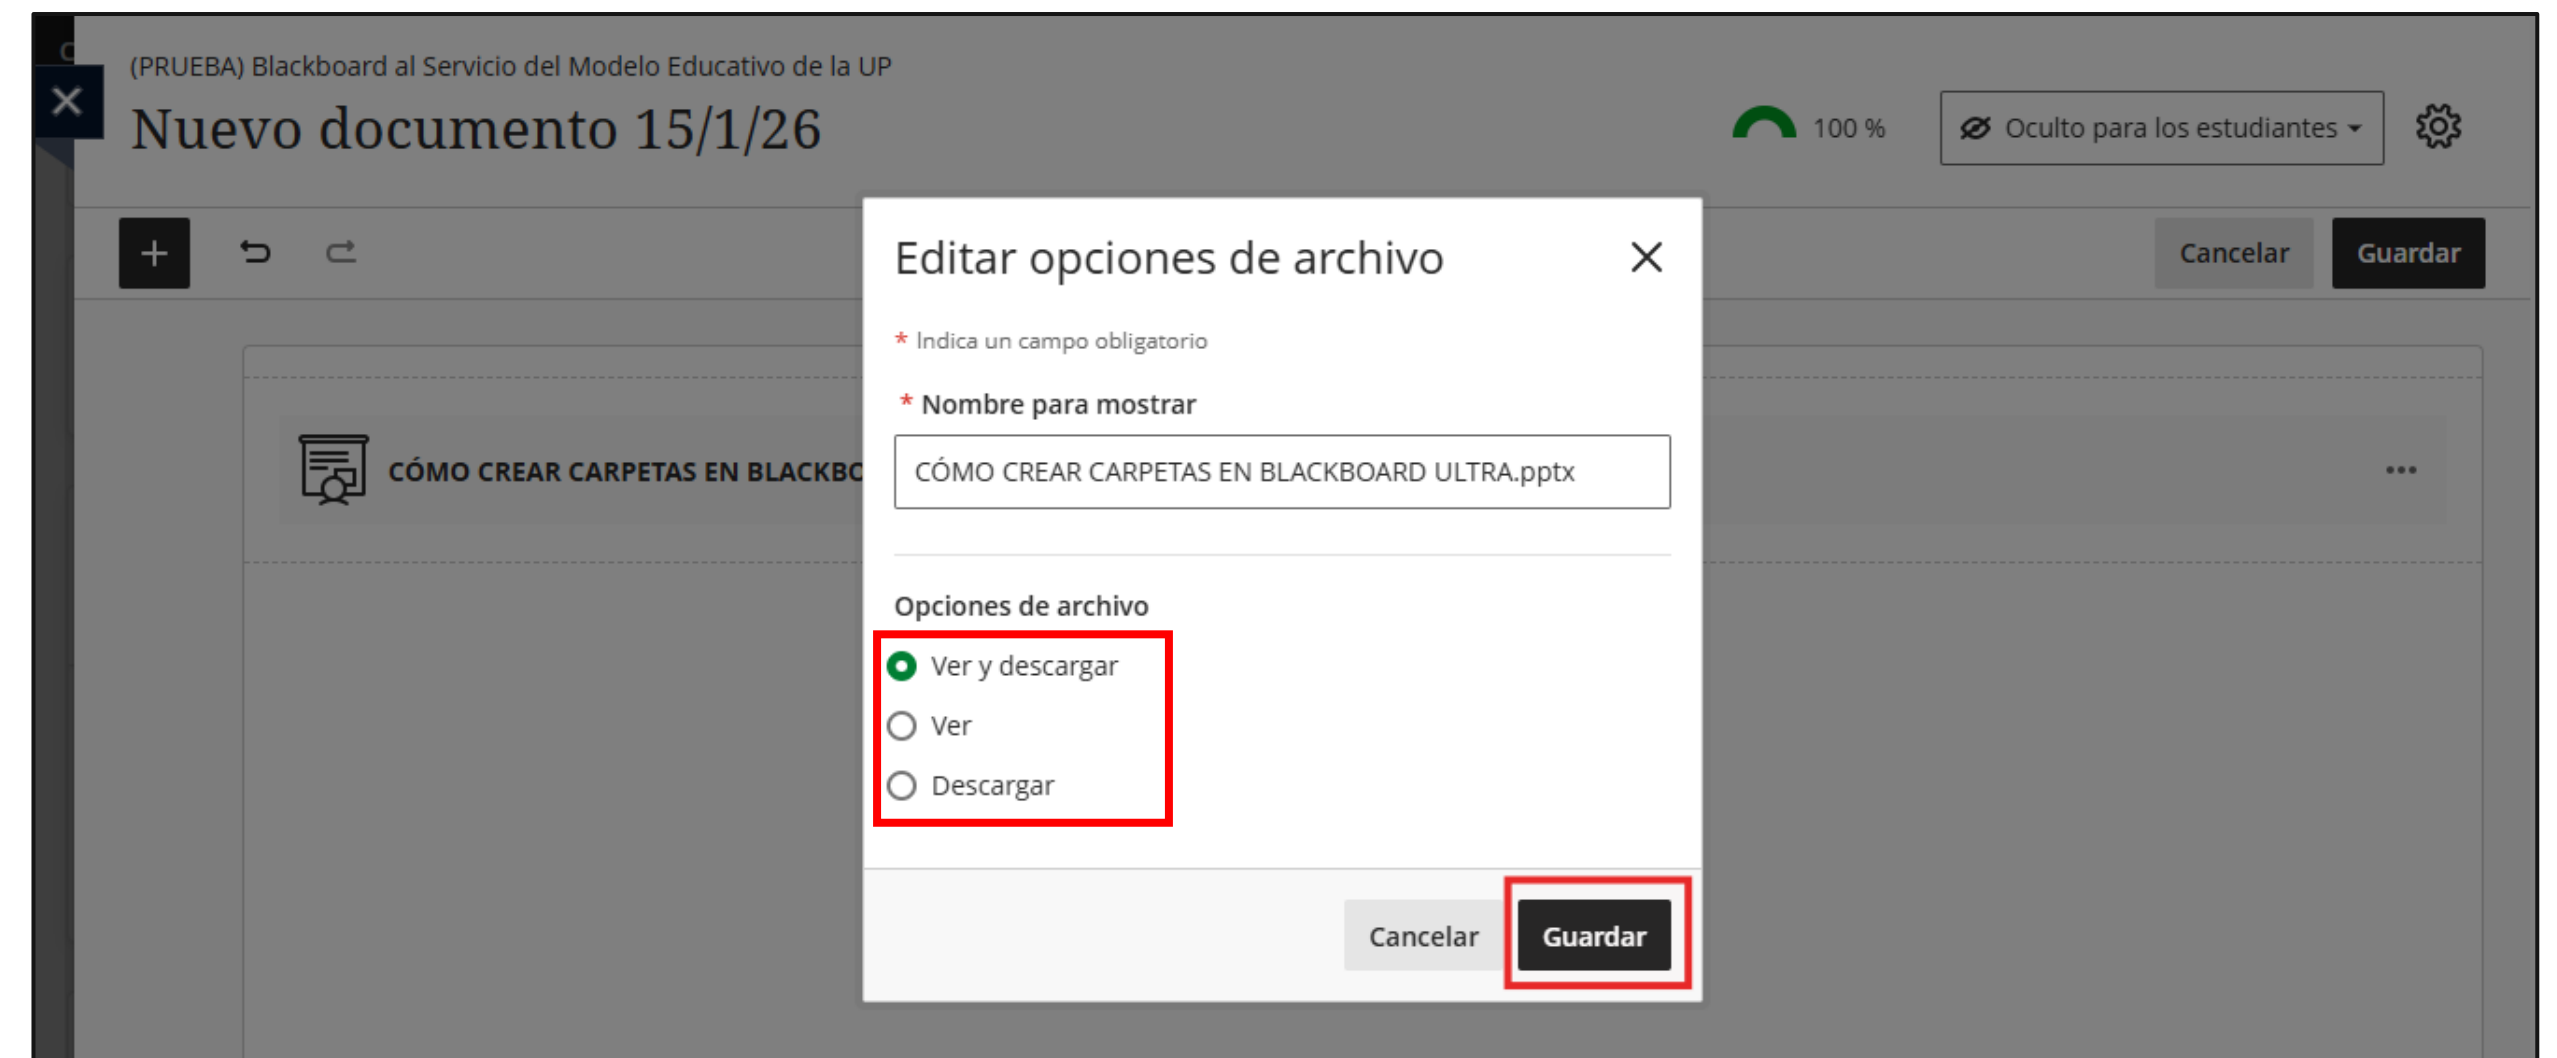 (PRUEBA) Blackboard al Servicio del Modelo Educativo de la UP
Nuevo documento 15/1/26
100 %
Oculto para los estudiantes
Cancelar
Guardar
Editar opciones de archivo
* Indica un campo obligatorio
* Nombre para mostrar
CÓMO CREAR CARPETAS EN BLACKBO
CÓMO CREAR CARPETAS EN BLACKBOARD ULTRA.pptx
Opciones de archivo
Ver y descargar
Ver
Descargar
Cancelar
Guardar